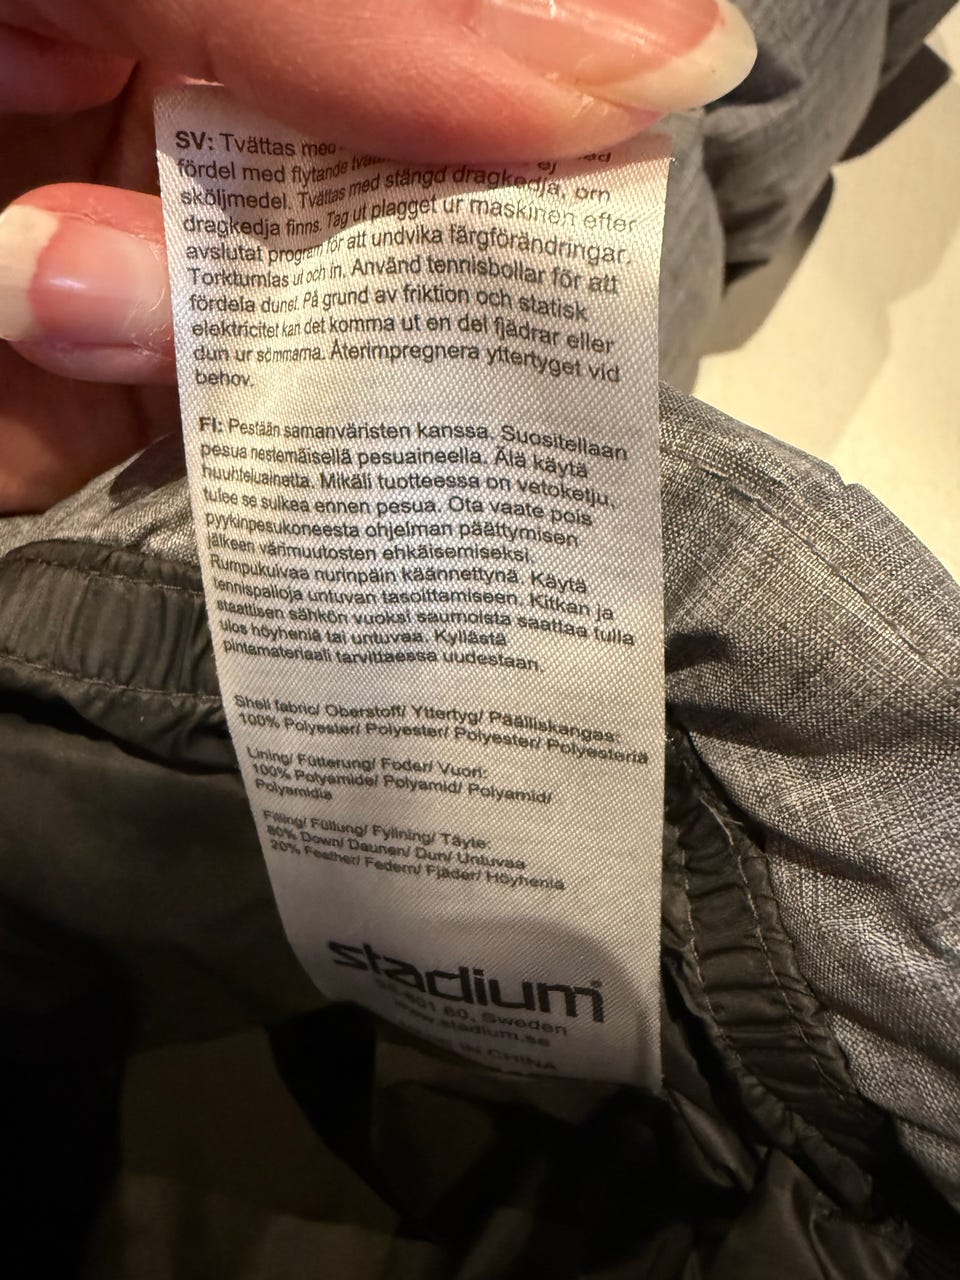 SV: Tvättas med
fördel med flytande ej
sköljmedel. Tvättas med stängd dragkedja, om
dragkedja finns. Tag ut plagget ur maskinen efter
avslutat program för att undvika färgförändringar.
Torktumlas ut och in. Använd tennisbollar för att
fördela dunet. På grund av friktion och statisk
elektricitet kan det komma ut en del fjädrar eller
dun ur sömmarna. Återimpregnera yttertyget vid
behov.
FI: Pestään samanväristen kanssa. Suositellaan
pesua nestemäisellä pesuaineella. Älä käytä
huuhteluainetta. Mikäli tuotteessa on vetoketju,
tulee se sulkea ennen pesua. Ota vaate pois
pyykinpesukoneesta ohjelman päättymisen
jälkeen värimuutosten ehkäisemiseksi.
Rumpukuivaa nurinpäin käännettynä. Käytä
tennispalloja untuvan tasoittamiseen. Kitkan ja
staattisen sähkön vuoksi saumoista saattaa tulla
ulos höyheniä tai untuvaa. Kyllästä
pintamateriaali tarvittaessa uudestaan.
Shell fabric/ Oberstoff/ Yttertyg/ Päälliskangas:
100% Polyester/ Polyester/ Polyester/ Polyesteriä
Lining/ Fütterung/ Foder/ Vuori:
100% Polyamide/ Polyamid/ Polyamid/
Polyamidia
Filling/ Füllung/ Fyllning/ Täyte:
80% Down/ Daunen/ Dun/ Untuvaa
20% Feather/ Federn/ Fjäder/ Höyheniä
stadium
60, Sweden
www.stadium.se
IN CHINA